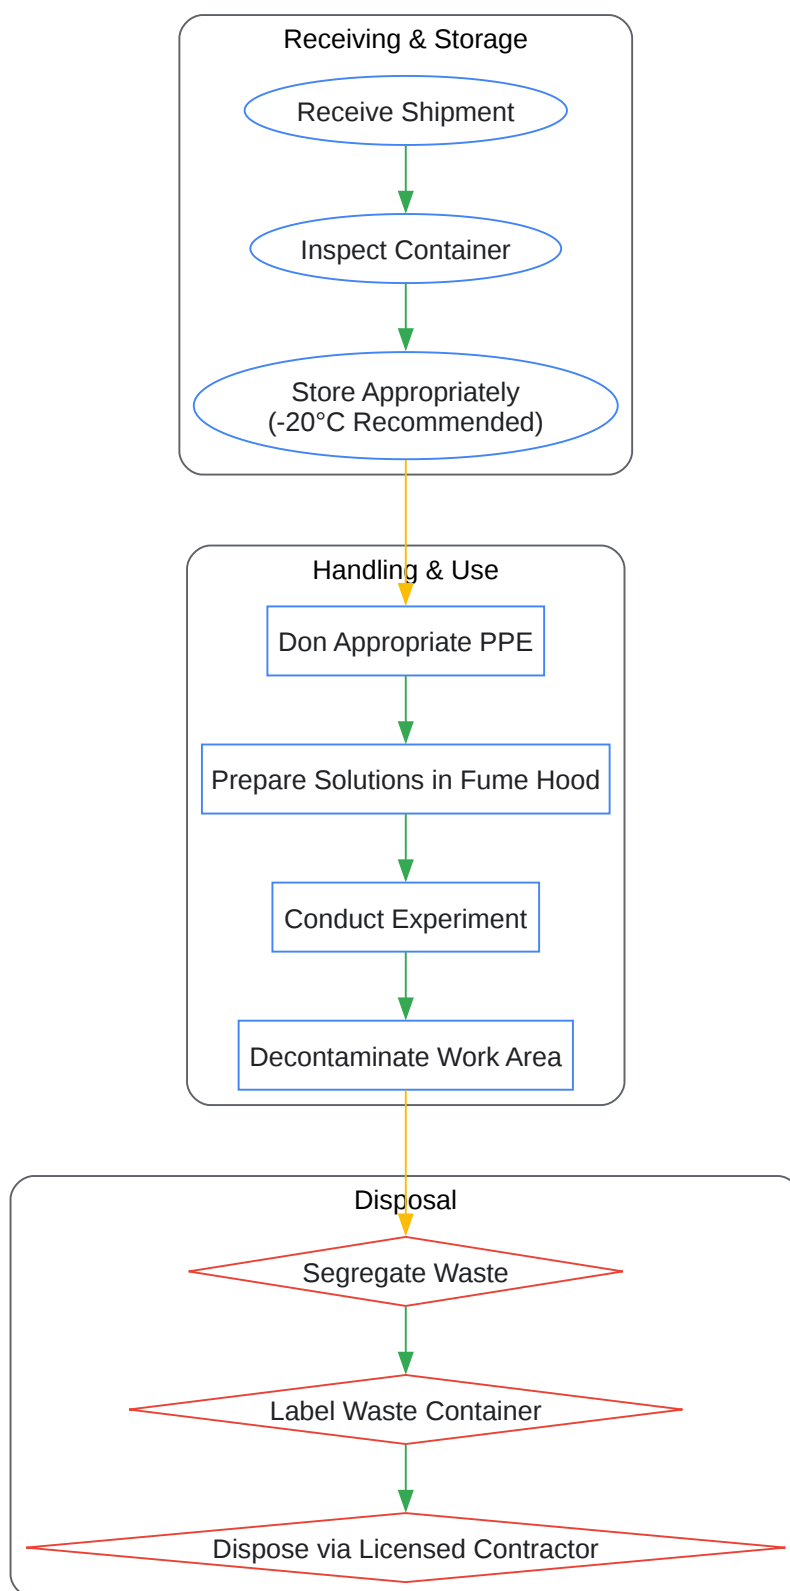 Receiving & Storage
Receive Shipment
Inspect Container
Store Appropriately
(-20°C Recommended)
Handling & Use
Don Appropriate PPE
Prepare Solutions in Fume Hood
Conduct Experiment
Decontaminate Work Area
Disposal
Segregate Waste
Label Waste Container
Dispose via Licensed Contractor